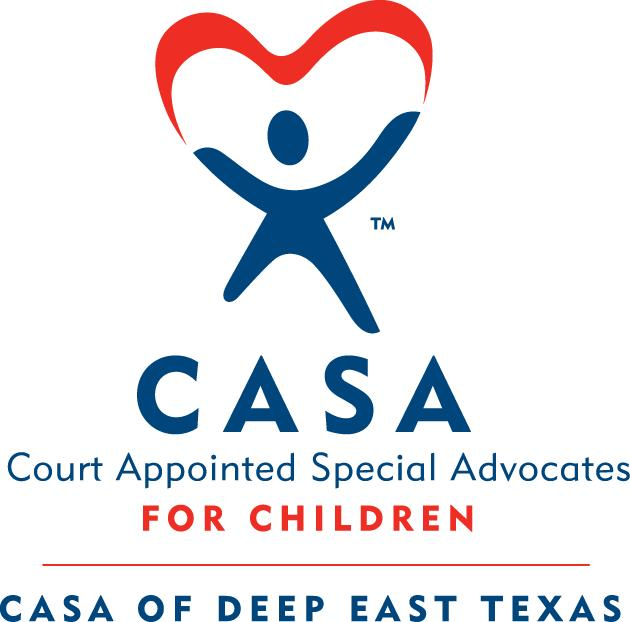 ™
CASA
Court Appointed Special Advocates
FOR CHILDREN
CASA OF DEEP EAST TEXAS